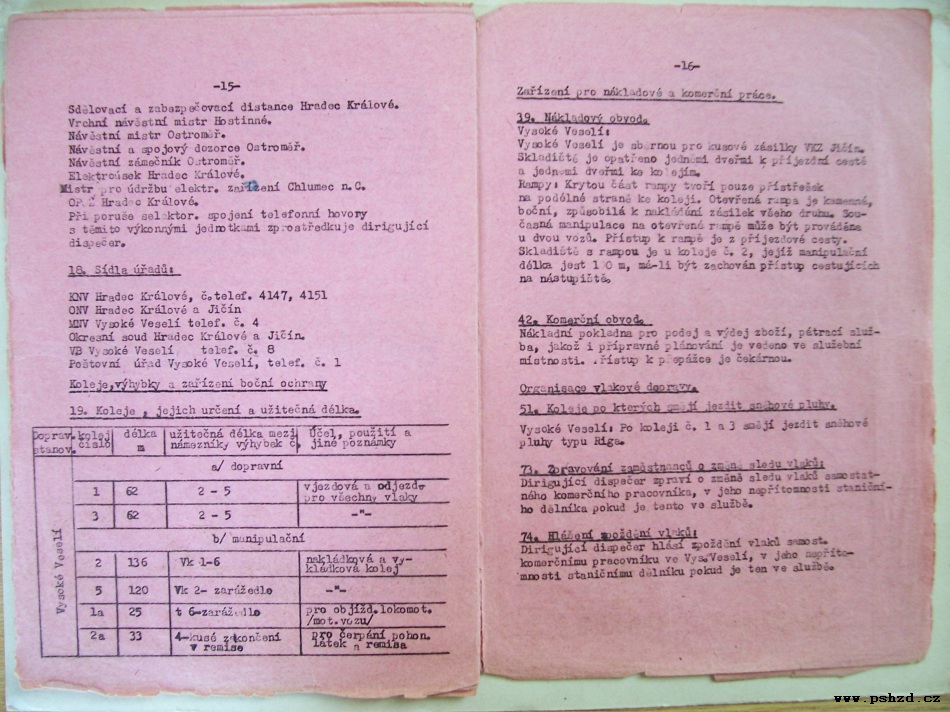 -15-
Sdělovací a zabezpečovací distance Hradec Králové.
Vrchní návěstní mistr Hostinné.
Návěstní mistr Ostroměř.
Návěstní a spojový dozorce Ostroměř.
Návěstní zámečník Ostroměř.
Elektroúsek Hradec Králové.
Mistr pro údržbu elektr. zařízení Chlumec n.C.
Hradec Králové.
Při poruše selektor. spojení telefonní hovory
s těmito výkonnými jednotkami zprostředkuje dirigující
dispečer.
18. Sídla úřadů:
KNV Hradec Králové, č.telef. 4147, 4151
ONV Hradec Králové a Jičín
MNV Vysoké Veselí telef. č. 4
Okresní soud Hradec Králové a Jičín.
VB Vysoké Veselí telef. č. 8
Poštovní úřad Vysoké Veselí, telef. č. 1
Koleje,výhybky a zařízení boční ochrany
19. Koleje , jejich určení a užitečná délka.
Doprav. stanov. kolej číslo délka m užitečná délka mezi námezníky výhybek č. Účel, použití a jiné poznámky
a/ dopravní
1 62 2 - 5 vjezdová a odjezd. pro všechny vlaky
3 62 2 - 5 -"-
b/ manipulační
2 136 Vk 1-6 nakládková a vykládková kolej
5 120 Vk 2- zarážedlo -"-
1a 25 t 6-zarážedlo pro objížd.lokomot. /mot.vozu/
2a 33 4-kusé zakončení v remise pro čerpání pohon. látek a remisa
Vysoké Veselí
-16-
Zařízení pro nákladové a komerční práce.
39. Nákladový obvod.
Vysoké Veselí:
Vysoké Veselí je sběrnou pro kusové zásilky VKZ Jičín.
Skladiště je opatřeno jedněmi dveřmi k příjezdní cestě
a jedněmi dveřmi ke kolejím.
Rampy: Krytou část rampy tvoří pouze přístřešek
na podélné straně ke koleji. Otevřená rampa je kamenná,
boční, způsobilá k nakládání zásilek všeho druhu. Sou-
časná manipulace na otevřené rampě může být prováděna
u dvou vozů. Přístup k rampě je z příjezdové cesty.
Skladiště s rampou je u koleje č. 2, jejíž manipulační
délka jest m, má-li být zachován přístup cestujících
na nástupiště.
42. Komerční obvod.
Nákladní pokladna pro podej a výdej zboží, pátrací služ-
ba, jakož i přípravné plánování je vedeno ve služební
místnosti. Přístup k přepážce je čekárnou.
Organisace vlakové dopravy.
51. Koleje po kterých smějí jezdit sněhové pluhy.
Vysoké Veselí: Po koleji č. 1 a 3 smějí jezdit sněhové
pluhy typu Riga.
73. Zpravování zaměstnanců o změně sledu vlaků:
Dirigující dispečer zpraví o změně sledu vlaků samostat-
ného komerčního pracovníka, v jeho nepřítomnosti staniční-
ho dělníka pokud je tento ve službě.
74. Hlášení zpoždění vlaků:
Dirigující dispečer hlásí zpoždění vlaků samost.
komerčnímu pracovníku ve Vys.Veselí, v jeho nepříto-
mnosti staničnímu dělníku pokud je ten ve službě.
www.pshzd.cz